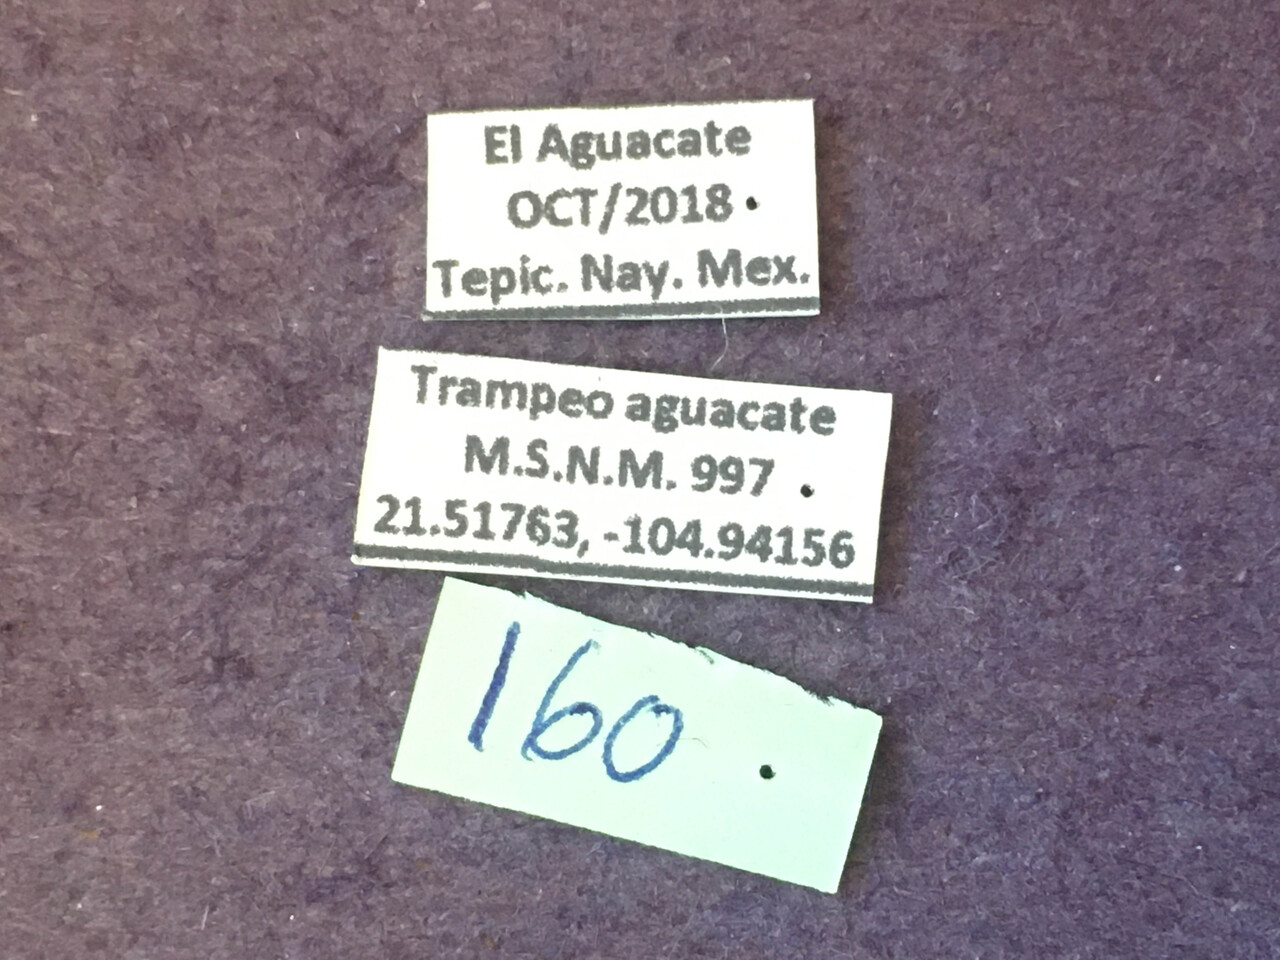 El Aguacate
OCT/2018
Tepic. Nay. Mex.
Trampeo aguacate
M.S.N.M. 997
21.51763, -104.94156
160